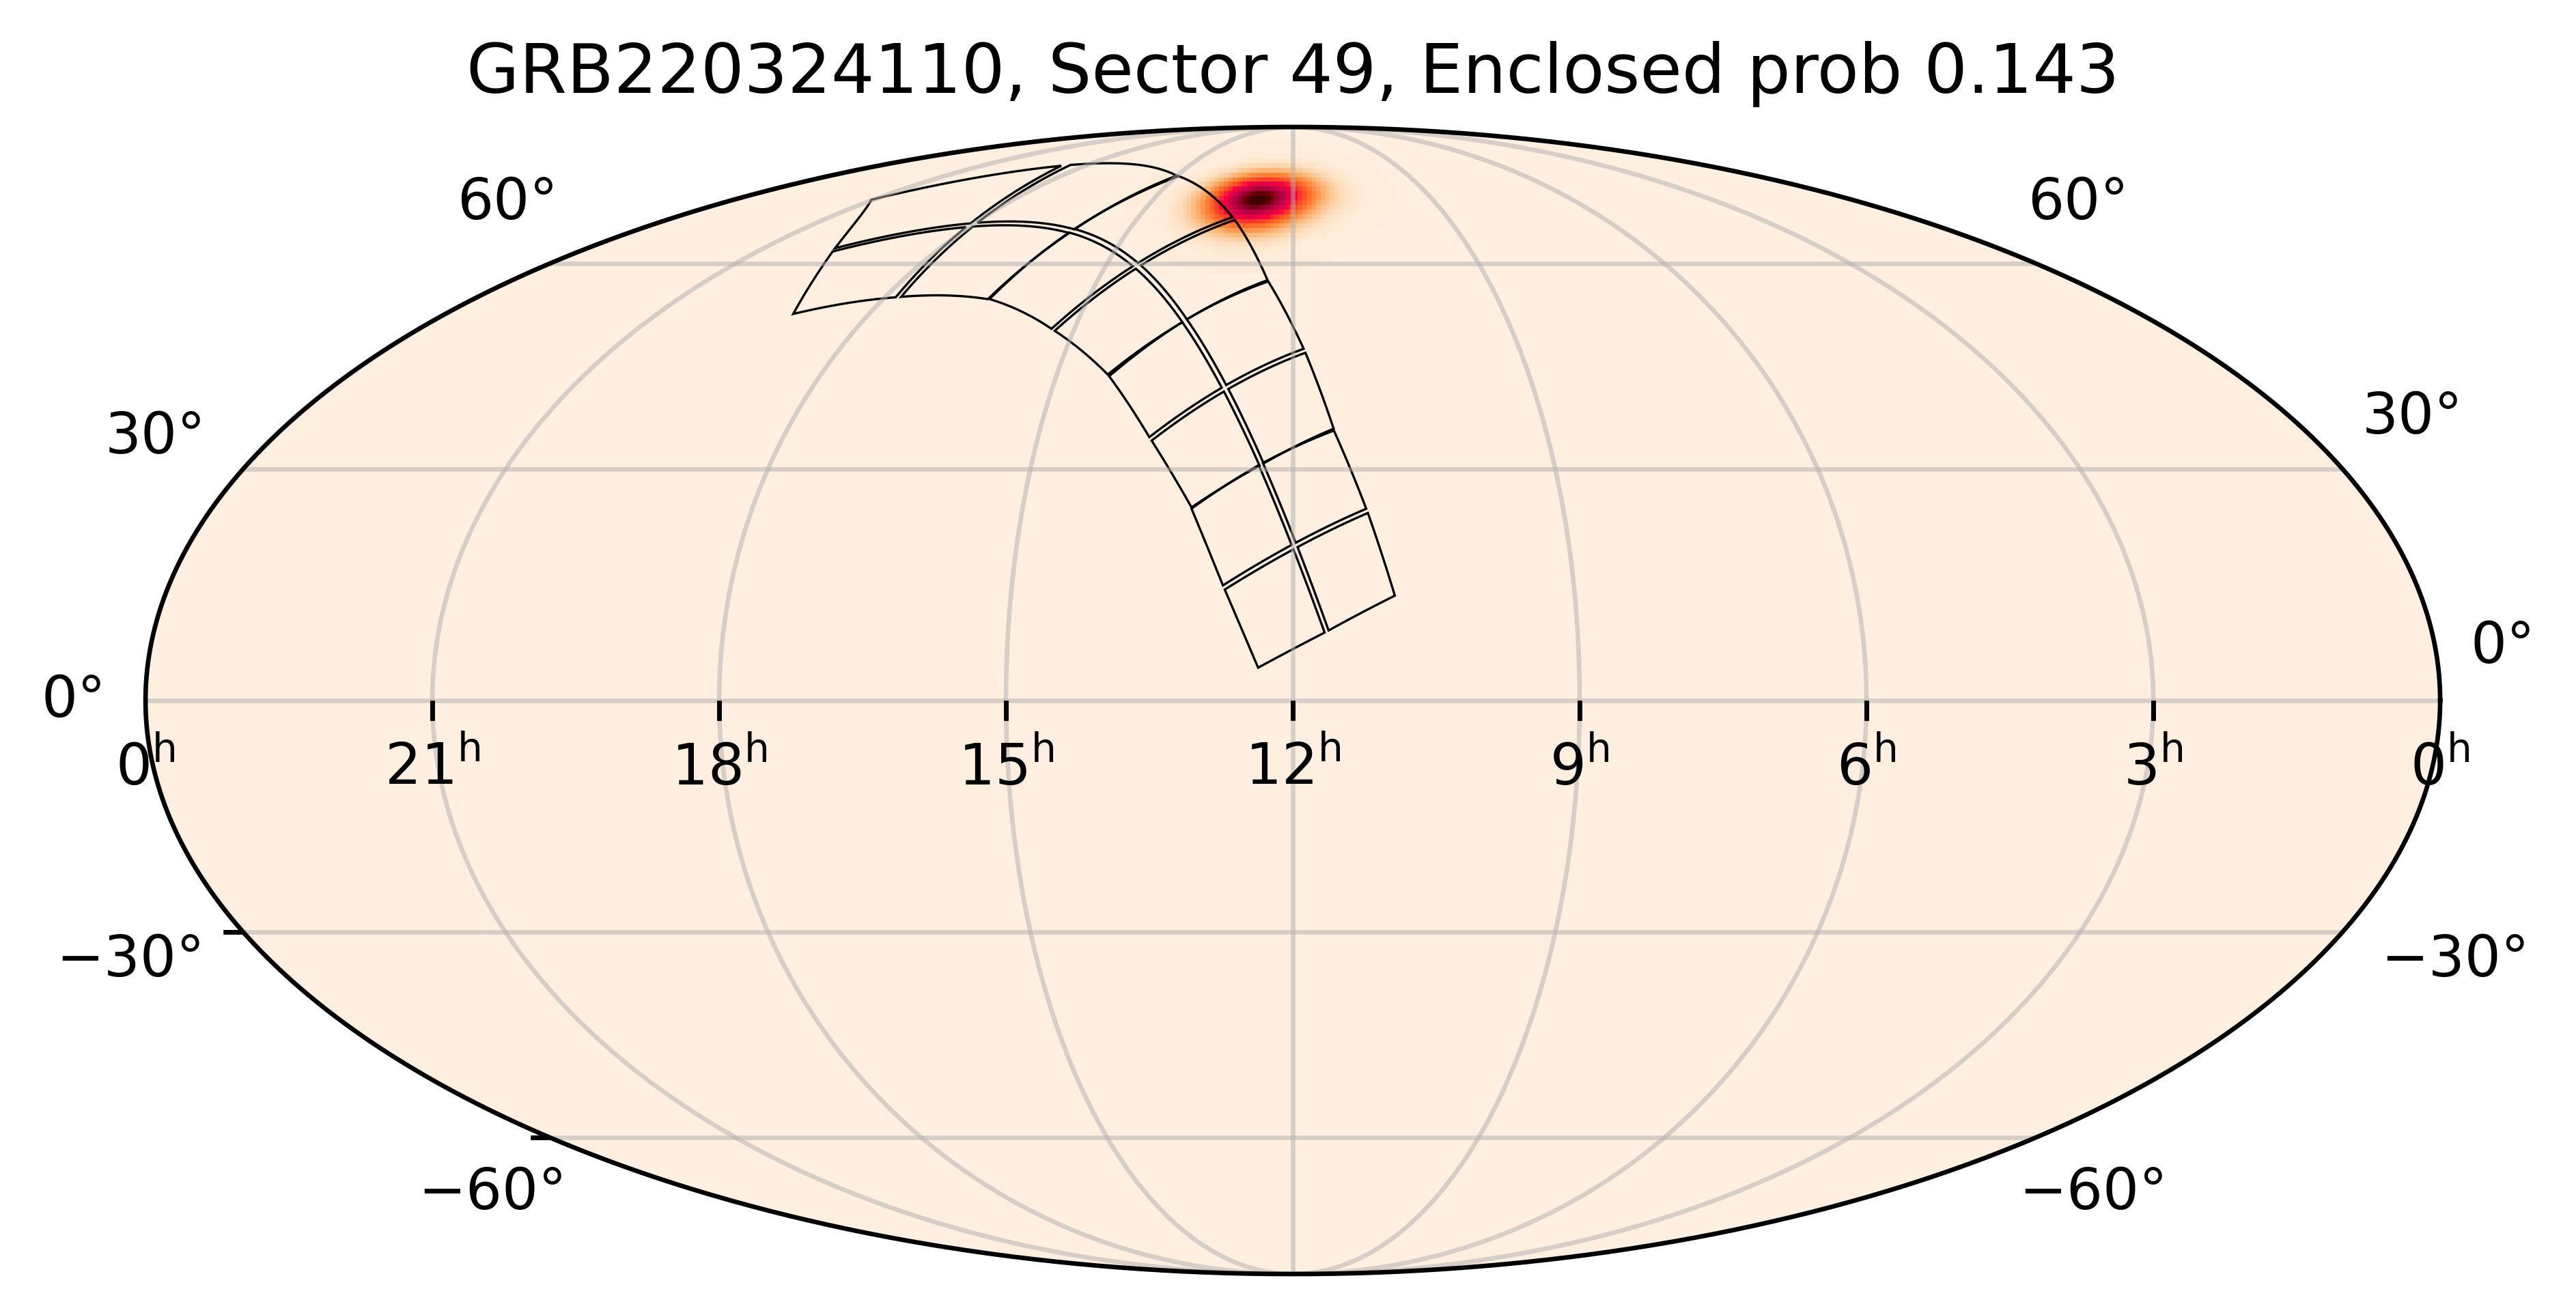 GRB220324110, Sector 49, Enclosed prob 0.143
60° 60°
30° 30°
0° 0°
0h 21h 18h 15h 12h 9h 6h 3h 0h
−30° −30°
−60° −60°